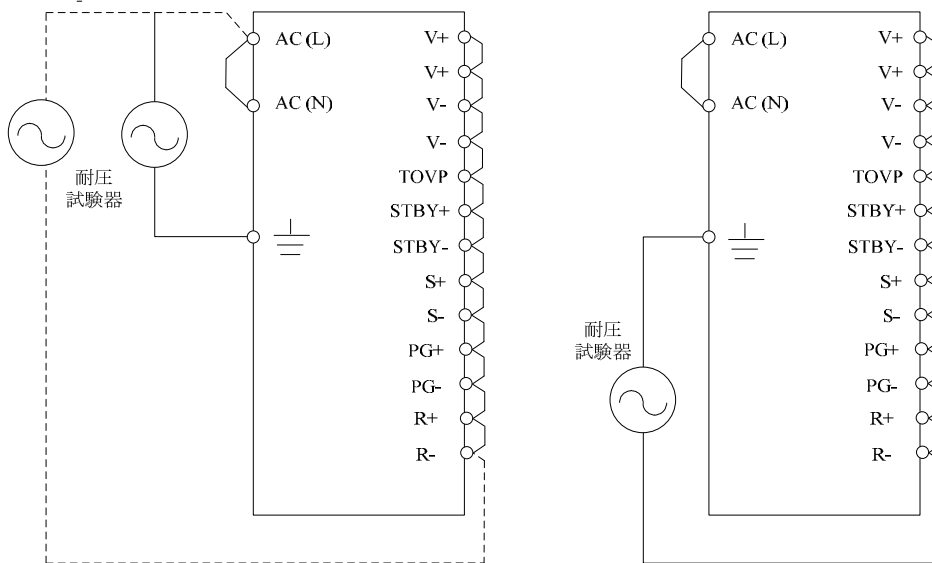 AC (L)
AC (N)
耐圧
試験器
V+
V+
V-
V-
TOVP
STBY+
STBY-
S+
S-
PG+
PG-
R+
R-
AC (L)
AC (N)
耐圧
試験器
V+
V+
V-
V-
TOVP
STBY+
STBY-
S+
S-
PG+
PG-
R+
R-